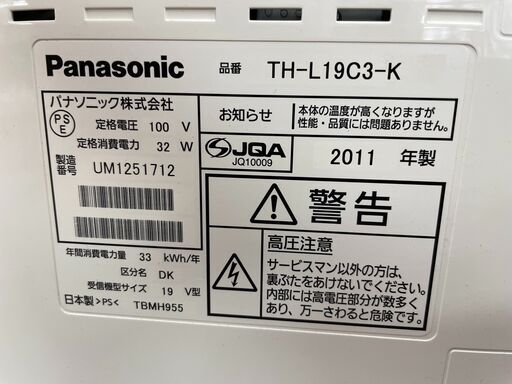 Panasonic 品番 TH-L19C3-K
パナソニック株式会社
PS
E
定格電圧 100 V
定格消費電力 32 W
製造
番号 UM1251712
年間消費電力量 33 kWh/年
区分名 DK
受信機型サイズ 19 V型
日本製 >PS< TBMH955
お知らせ
本体の温度が高くなりますが
性能・品質には問題ありません。
JQA
JQ10009
2011 年製
警告
高圧注意
サービスマン以外の方は、
裏ぶたをあけないでください。
内部には高電圧部分が数多く
あり、万一さわると危険です。